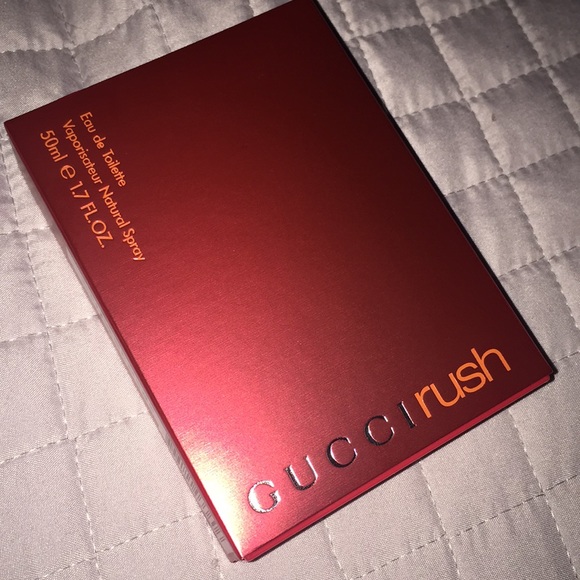 Eau de Toilette
Vaporisateur Natural Spray
50ml e 1.7 FL.OZ.
GUCCI rush